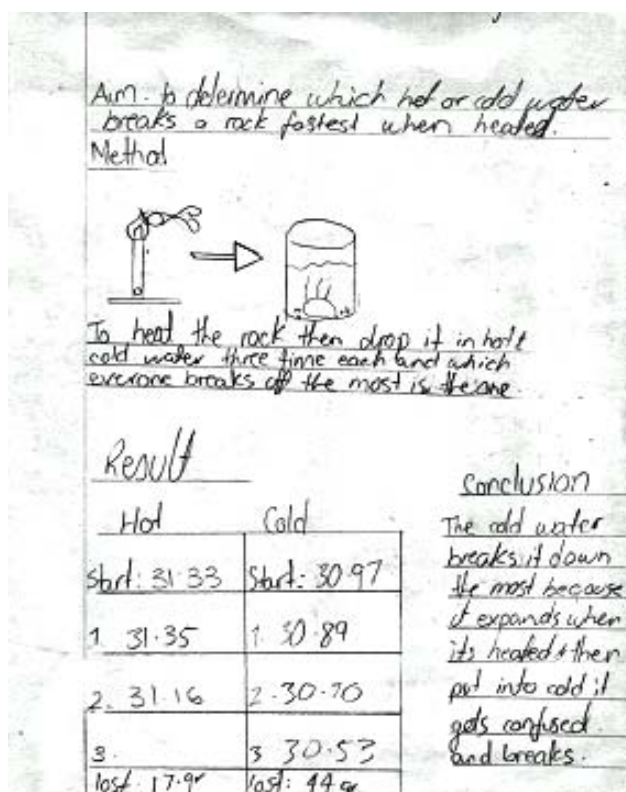 Aim. to determine which hot or cold water
breaks a rock fastest when heated.
Method
To heat the rock then drop it in hot &
cold water three time each and which
everone breaks off the most is the one.
Result
Hot Cold
Start: 31.33 Start: 30.97
1. 31.35 1. 30.89
2. 31.16 2. 30.70
3. 3 30.53
lost: 17.9r lost: 44 gr
Conclusion
The cold water
breaks it down
the most because
it expands when
its heated & then
put into cold it
gets confused
and breaks.